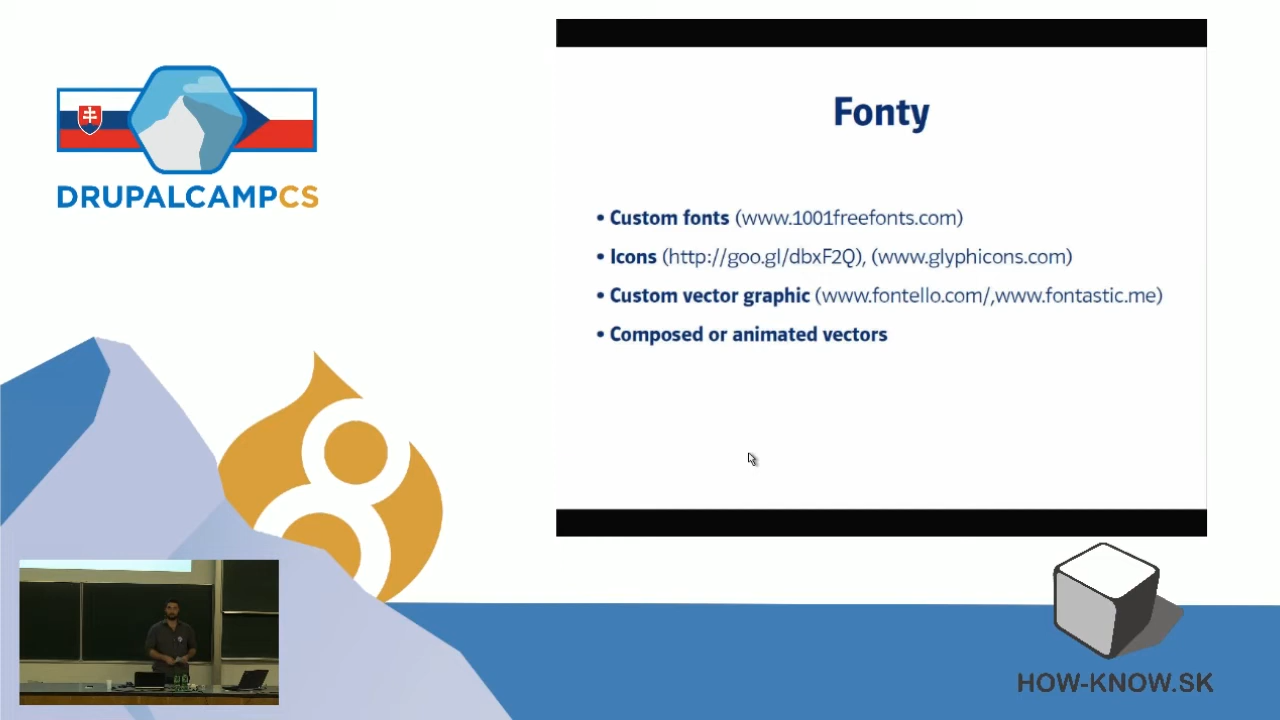 DRUPALCAMPCS
Fonty
• Custom fonts (www.1001freefonts.com)
• Icons (http://goo.gl/dbxF2Q), (www.glyphicons.com)
• Custom vector graphic (www.fontello.com/,www.fontastic.me)
• Composed or animated vectors
HOW-KNOW.SK